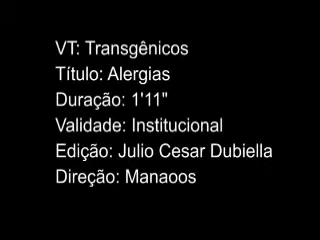 VT: Transgênicos
Título: Alergias
Duração: 1'11"
Validade: Institucional
Edição: Julio Cesar Dubiella
Direção: Manaoos